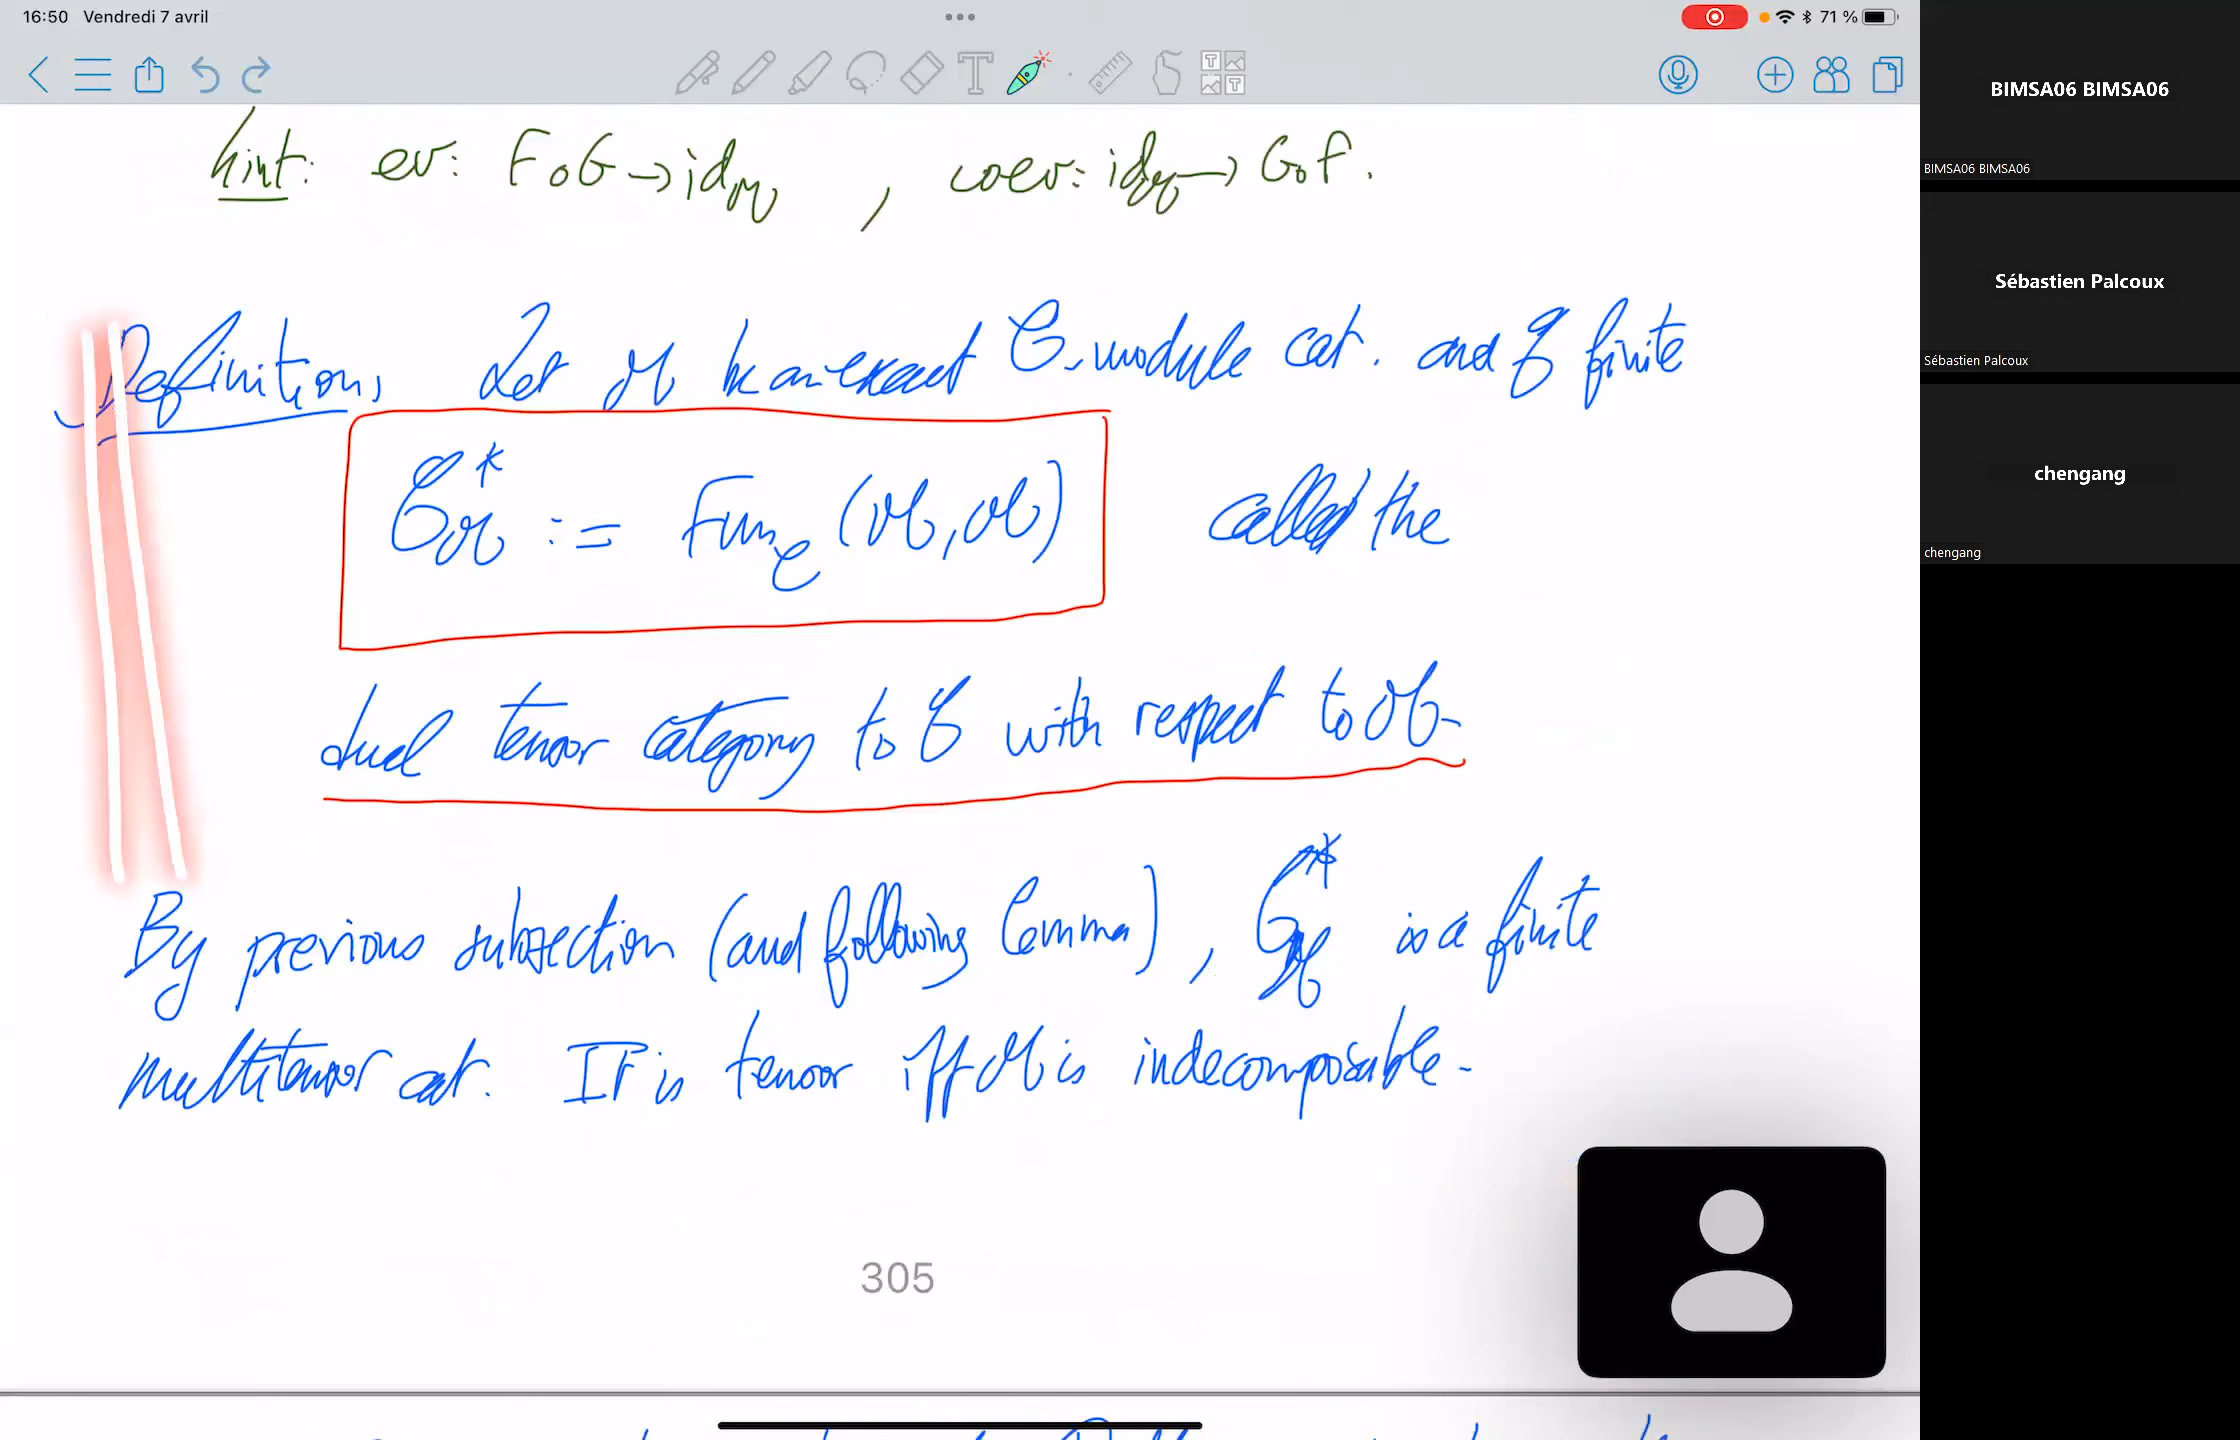 16:50 Vendredi 7 avril
71 %
hint: ev: F∘G → id_M , coev: id_M → G∘F.
Definition, Let M be an exact C-module cat. and C finite
C*_M := Fun_C (M, M) called the
dual tensor category to C with respect to M.
By previous subsection (and following Lemma), C*_M is a finite
multitensor cat. It is tensor iff M is indecomposable.
305
BIMSA06 BIMSA06
BIMSA06 BIMSA06
Sébastien Palcoux
Sébastien Palcoux
chengang
chengang